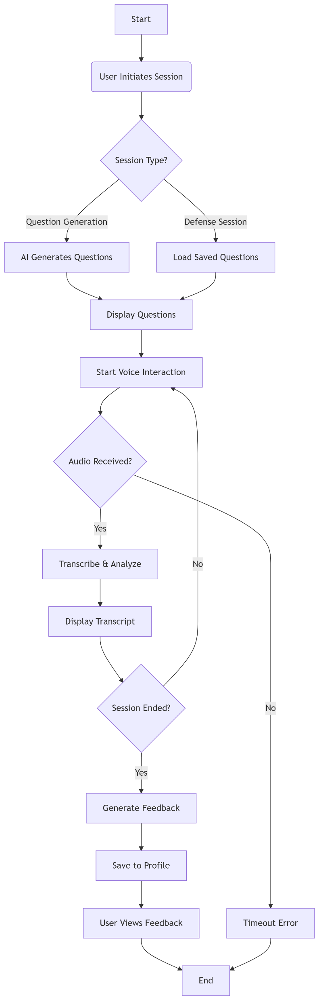 Start
User Initiates Session
Session Type?
Question Generation
Defense Session
AI Generates Questions
Load Saved Questions
Display Questions
Start Voice Interaction
Audio Received?
Yes
Transcribe & Analyze
No
Display Transcript
Session Ended?
No
Yes
Generate Feedback
Save to Profile
User Views Feedback
Timeout Error
End